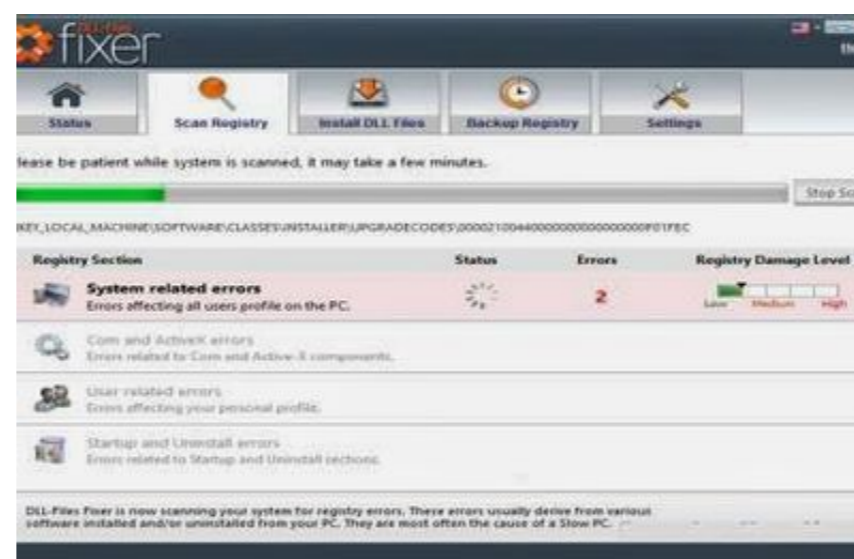 DLL-Files
fixer
Status
Scan Registry
Install DLL Files
Backup Registry
Settings
lease be patient while system is scanned, it may take a few minutes.
Stop Sc
Registry Section
Status
Errors
Registry Damage Level
System related errors
Errors affecting all users profile on the PC.
2
Low Medium High
Com and ActiveX errors
Errors related to Com and Active-X components.
User related errors
Errors affecting your personal profile.
Startup and Uninstall errors
Errors related to Startup and Uninstall sections.
DLL-Files Fixer is now scanning your system for registry errors. These errors usually derive from various
software installed and/or uninstalled from your PC. They are most often the cause of a Slow PC.